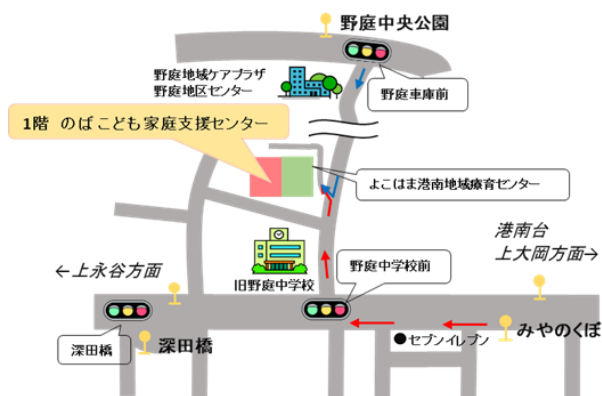 野庭中央公園
野庭地域ケアプラザ
野庭地区センター
野庭車庫前
1階 のばこども家庭支援センター
よこはま港南地域療育センター
港南台
上大岡方面→
←上永谷方面
旧野庭中学校
野庭中学校前
深田橋
深田橋
●セブンイレブン
みやのくぼ